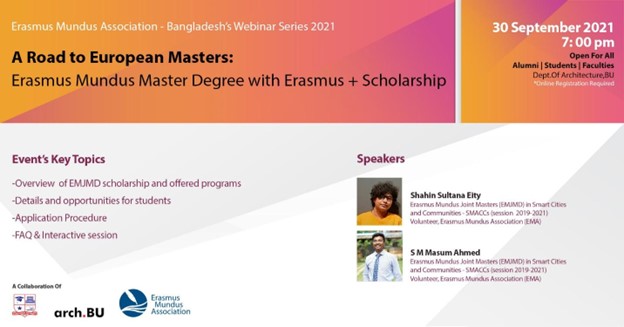 Erasmus Mundus Association - Bangladesh's Webinar Series 2021
A Road to European Masters:
Erasmus Mundus Master Degree with Erasmus + Scholarship
30 September 2021
7: 00 pm
Open For All
Alumni | Students | Faculties
Dept.Of Architecture,BU
*Online Registration Required
Event's Key Topics
-Overview of EMJMD scholarship and offered programs
-Details and opportunities for students
-Application Procedure
-FAQ & Interactive session
Speakers
Shahin Sultana Eity
Erasmus Mundus Joint Masters (EMJMD) in Smart Cities
and Communities - SMACCs (session 2019-2021)
Volunteer, Erasmus Mundus Association (EMA)
S M Masum Ahmed
Erasmus Mundus Joint Masters (EMJMD) in Smart Cities
and Communities - SMACCs (session 2019-2021)
Volunteer, Erasmus Mundus Association (EMA)
A Collaboration Of
arch.BU
Erasmus
Mundus
Association